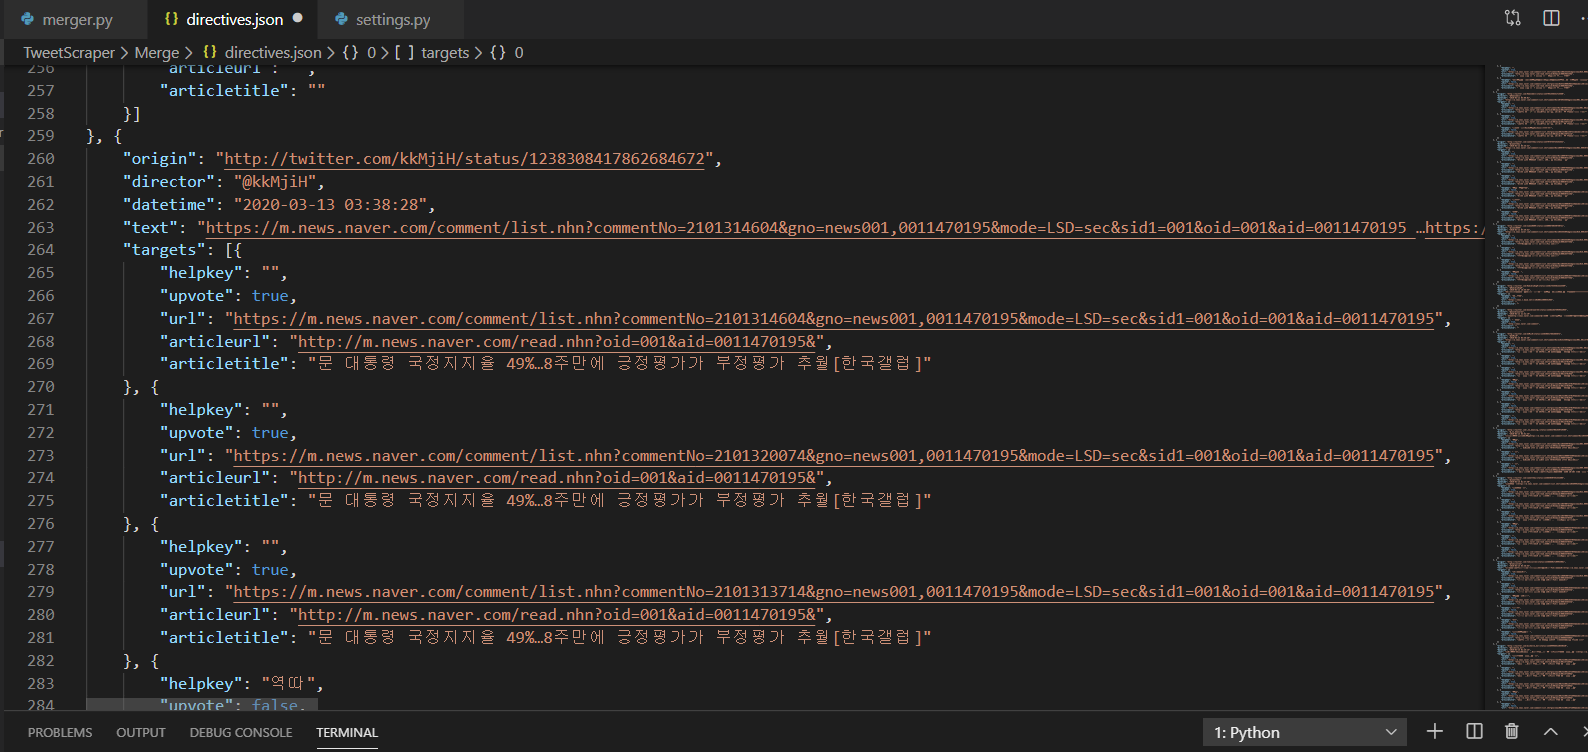 merger.py
directives.json
settings.py
TweetScraper > Merge > {} directives.json > {} 0 > [ ] targets > {} 0
256 "articleurl": "",
257 "articletitle": ""
258 }]
259 }, {
260 "origin": "http://twitter.com/kkMjiH/status/1238308417862684672",
261 "director": "@kkMjiH",
262 "datetime": "2020-03-13 03:38:28",
263 "text": "https://m.news.naver.com/comment/list.nhn?commentNo=2101314604&gno=news001,0011470195&mode=LSD=sec&sid1=001&oid=001&aid=0011470195 …https:/
264 "targets": [{
265 "helpkey": "",
266 "upvote": true,
267 "url": "https://m.news.naver.com/comment/list.nhn?commentNo=2101314604&gno=news001,0011470195&mode=LSD=sec&sid1=001&oid=001&aid=0011470195",
268 "articleurl": "http://m.news.naver.com/read.nhn?oid=001&aid=0011470195&",
269 "articletitle": "문 대통령 국정지지율 49%…8주만에 긍정평가가 부정평가 추월[한국갤럽]"
270 }, {
271 "helpkey": "",
272 "upvote": true,
273 "url": "https://m.news.naver.com/comment/list.nhn?commentNo=2101320074&gno=news001,0011470195&mode=LSD=sec&sid1=001&oid=001&aid=0011470195",
274 "articleurl": "http://m.news.naver.com/read.nhn?oid=001&aid=0011470195&",
275 "articletitle": "문 대통령 국정지지율 49%…8주만에 긍정평가가 부정평가 추월[한국갤럽]"
276 }, {
277 "helpkey": "",
278 "upvote": true,
279 "url": "https://m.news.naver.com/comment/list.nhn?commentNo=2101313714&gno=news001,0011470195&mode=LSD=sec&sid1=001&oid=001&aid=0011470195",
280 "articleurl": "http://m.news.naver.com/read.nhn?oid=001&aid=0011470195&",
281 "articletitle": "문 대통령 국정지지율 49%…8주만에 긍정평가가 부정평가 추월[한국갤럽]"
282 }, {
283 "helpkey": "역따",
284 "upvote": false,
PROBLEMS OUTPUT DEBUG CONSOLE TERMINAL 1: Python